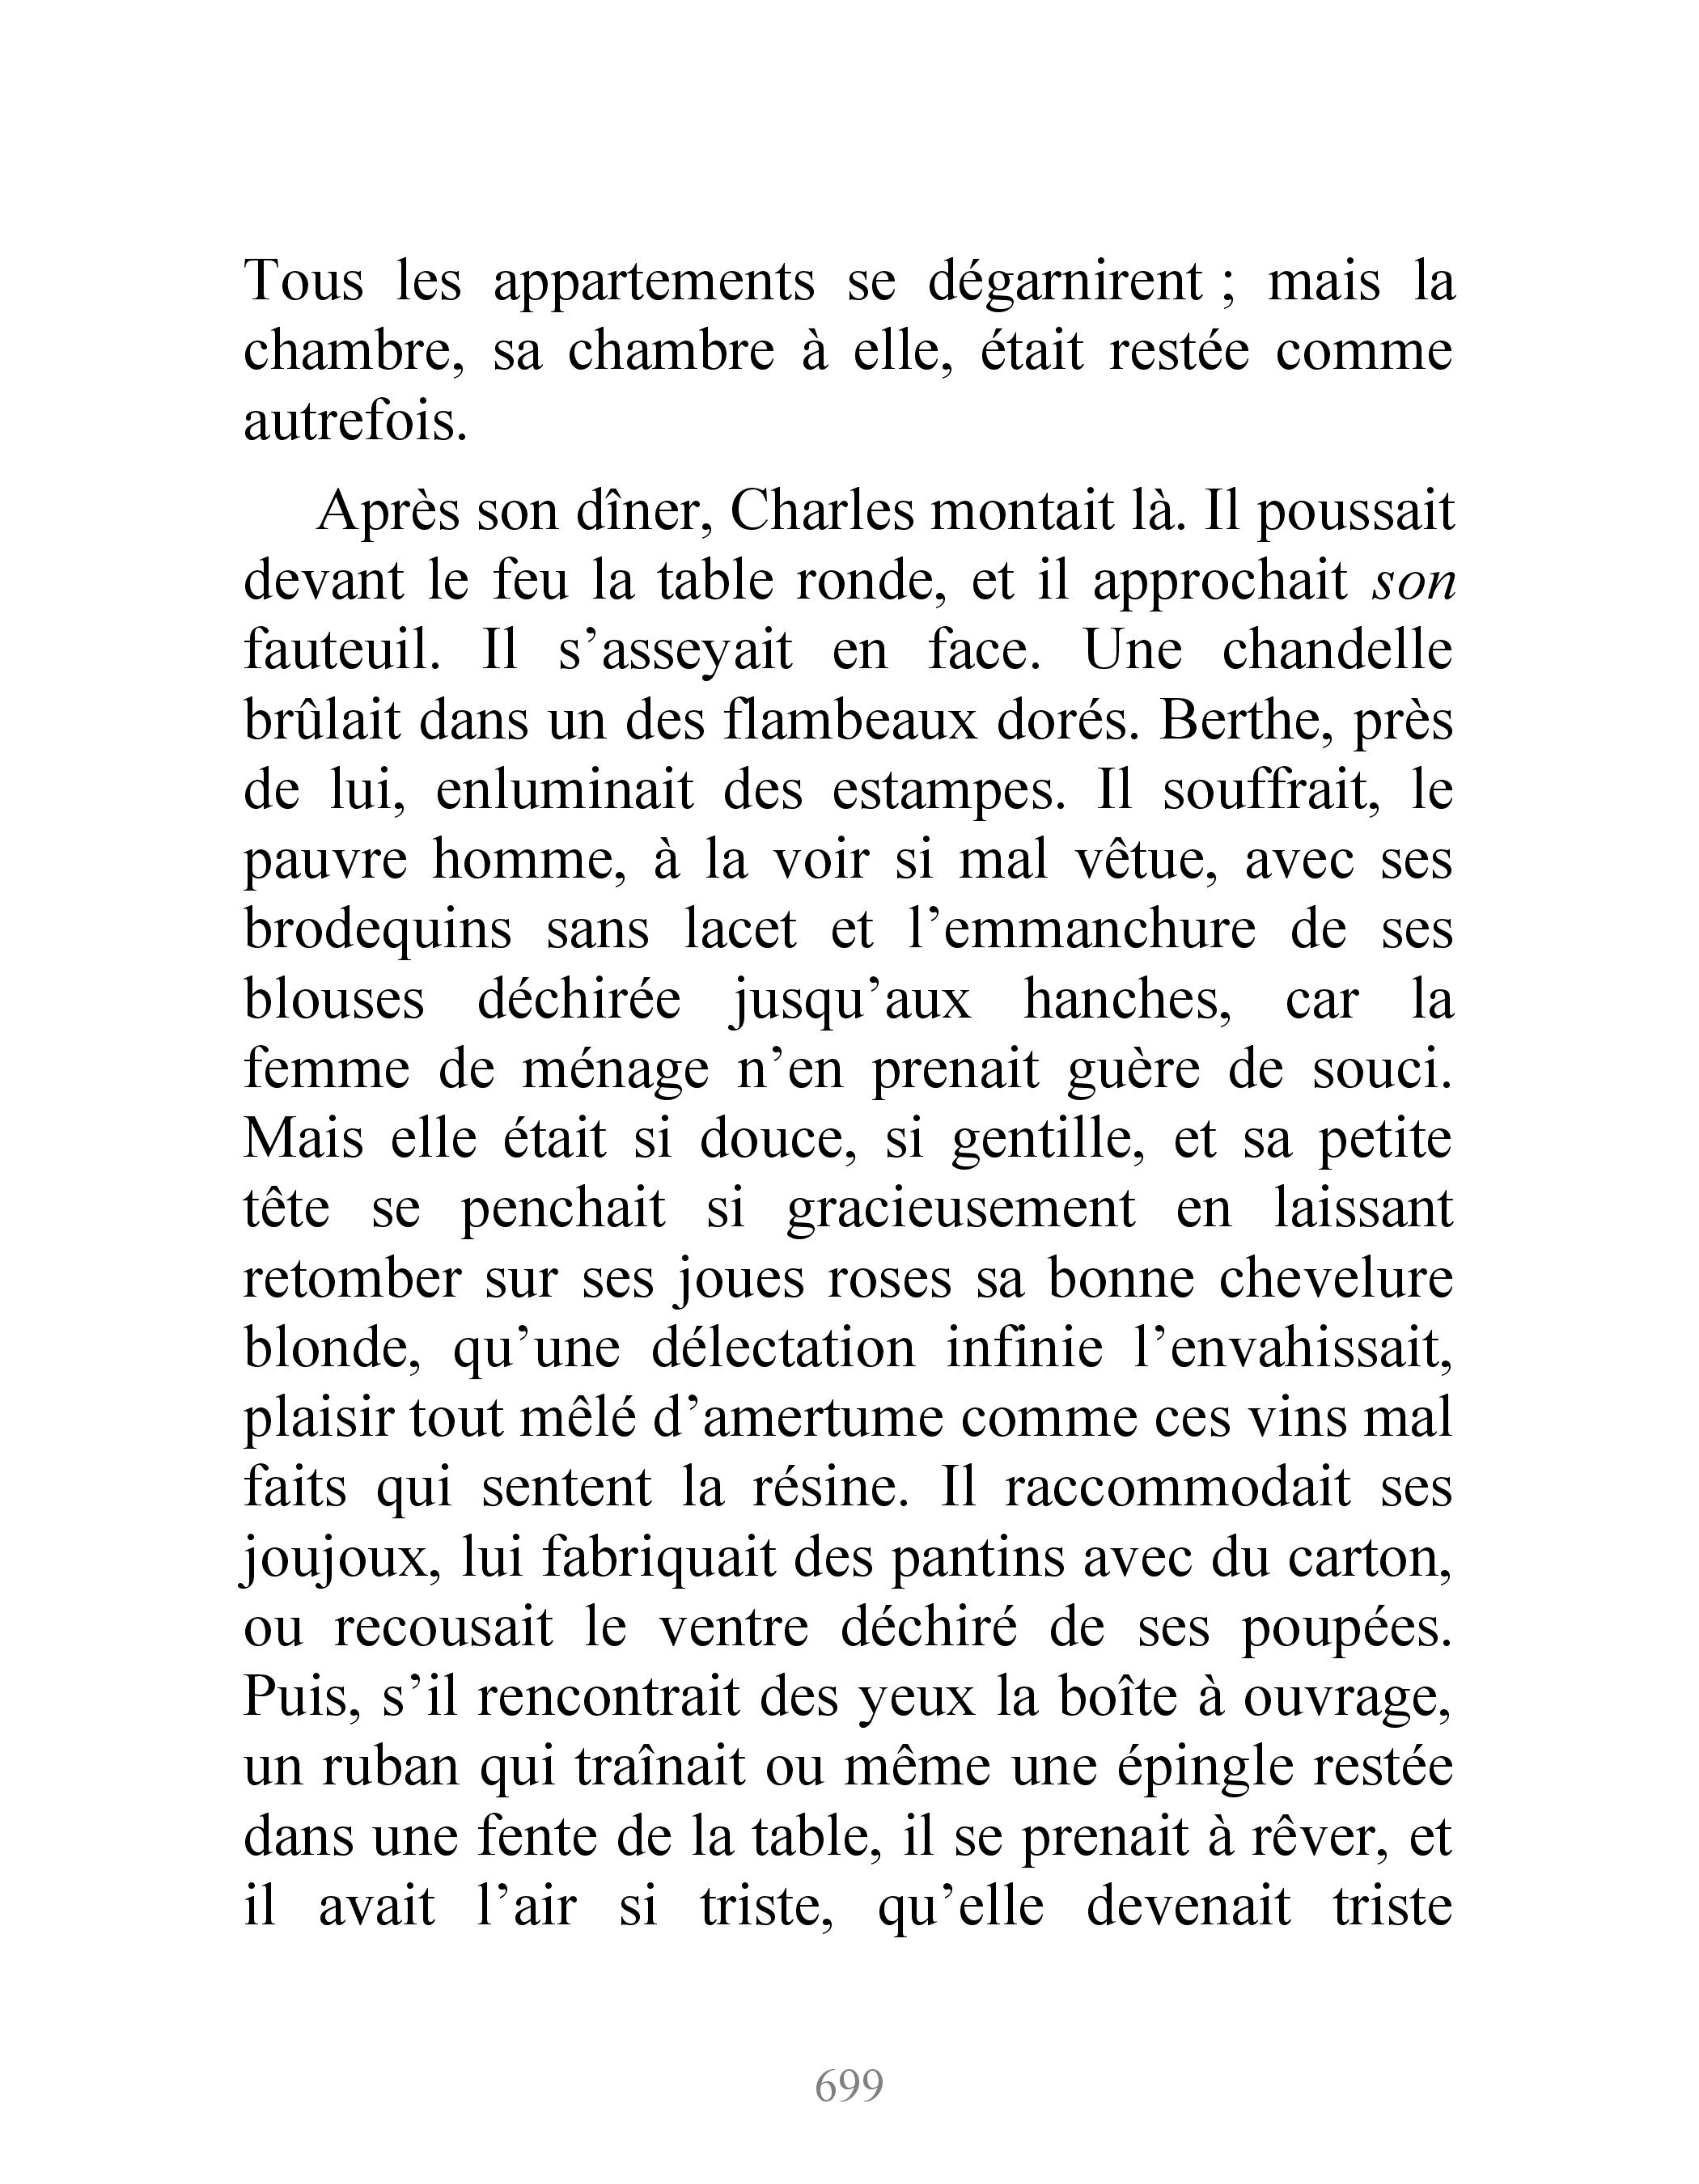 Tous les appartements se dégarnirent ; mais la
chambre, sa chambre à elle, était restée comme
autrefois.
Après son dîner, Charles montait là. Il poussait
devant le feu la table ronde, et il approchait son
fauteuil. Il s’asseyait en face. Une chandelle
brûlait dans un des flambeaux dorés. Berthe, près
de lui, enluminait des estampes. Il souffrait, le
pauvre homme, à la voir si mal vêtue, avec ses
brodequins sans lacet et l’emmanchure de ses
blouses déchirée jusqu’aux hanches, car la
femme de ménage n’en prenait guère de souci.
Mais elle était si douce, si gentille, et sa petite
tête se penchait si gracieusement en laissant
retomber sur ses joues roses sa bonne chevelure
blonde, qu’une délectation infinie l’envahissait,
plaisir tout mêlé d’amertume comme ces vins mal
faits qui sentent la résine. Il raccommodait ses
joujoux, lui fabriquait des pantins avec du carton,
ou recousait le ventre déchiré de ses poupées.
Puis, s’il rencontrait des yeux la boîte à ouvrage,
un ruban qui traînait ou même une épingle restée
dans une fente de la table, il se prenait à rêver, et
il avait l’air si triste, qu’elle devenait triste
699